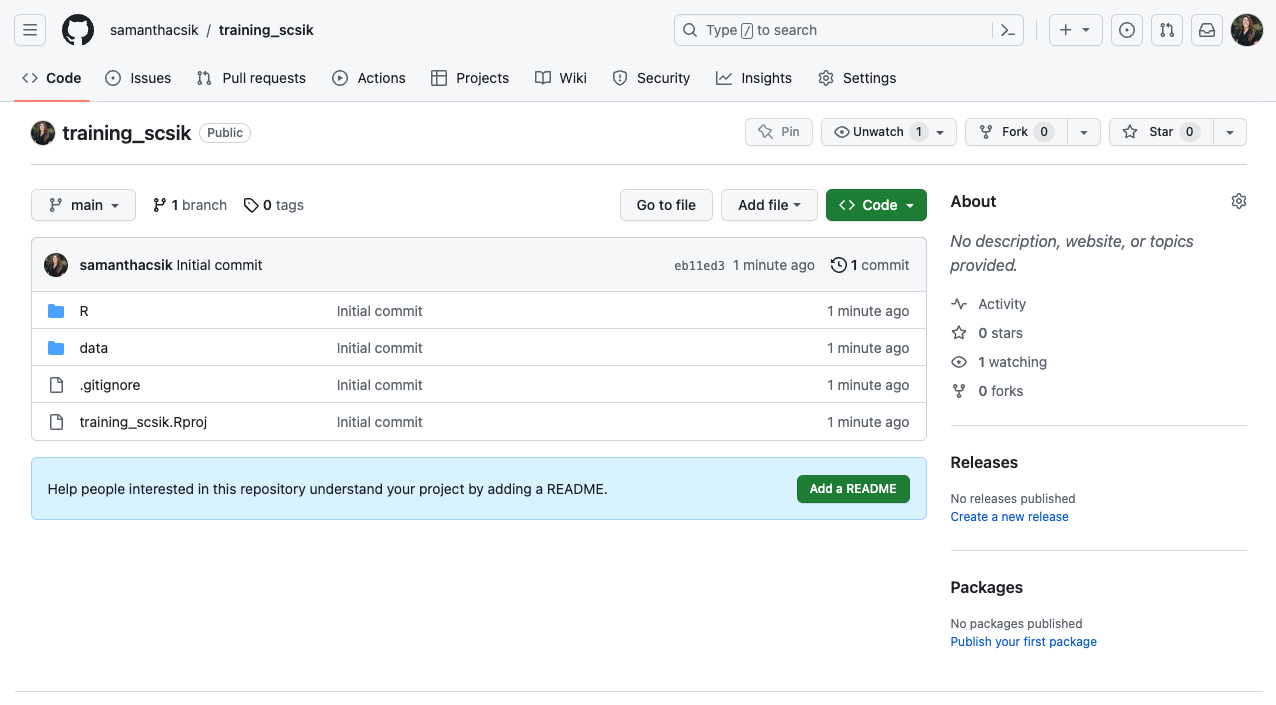 samanthacsik / training_scsik
Type / to search
Code Issues Pull requests Actions Projects Wiki Security Insights Settings
training_scsik Public
Pin Unwatch 1 Fork 0 Star 0
main 1 branch 0 tags Go to file Add file Code
samanthacsik Initial commit eb11ed3 1 minute ago 1 commit
R Initial commit 1 minute ago
data Initial commit 1 minute ago
.gitignore Initial commit 1 minute ago
training_scsik.Rproj Initial commit 1 minute ago
Help people interested in this repository understand your project by adding a README. Add a README
About
No description, website, or topics
provided.
Activity
0 stars
1 watching
0 forks
Releases
No releases published
Create a new release
Packages
No packages published
Publish your first package